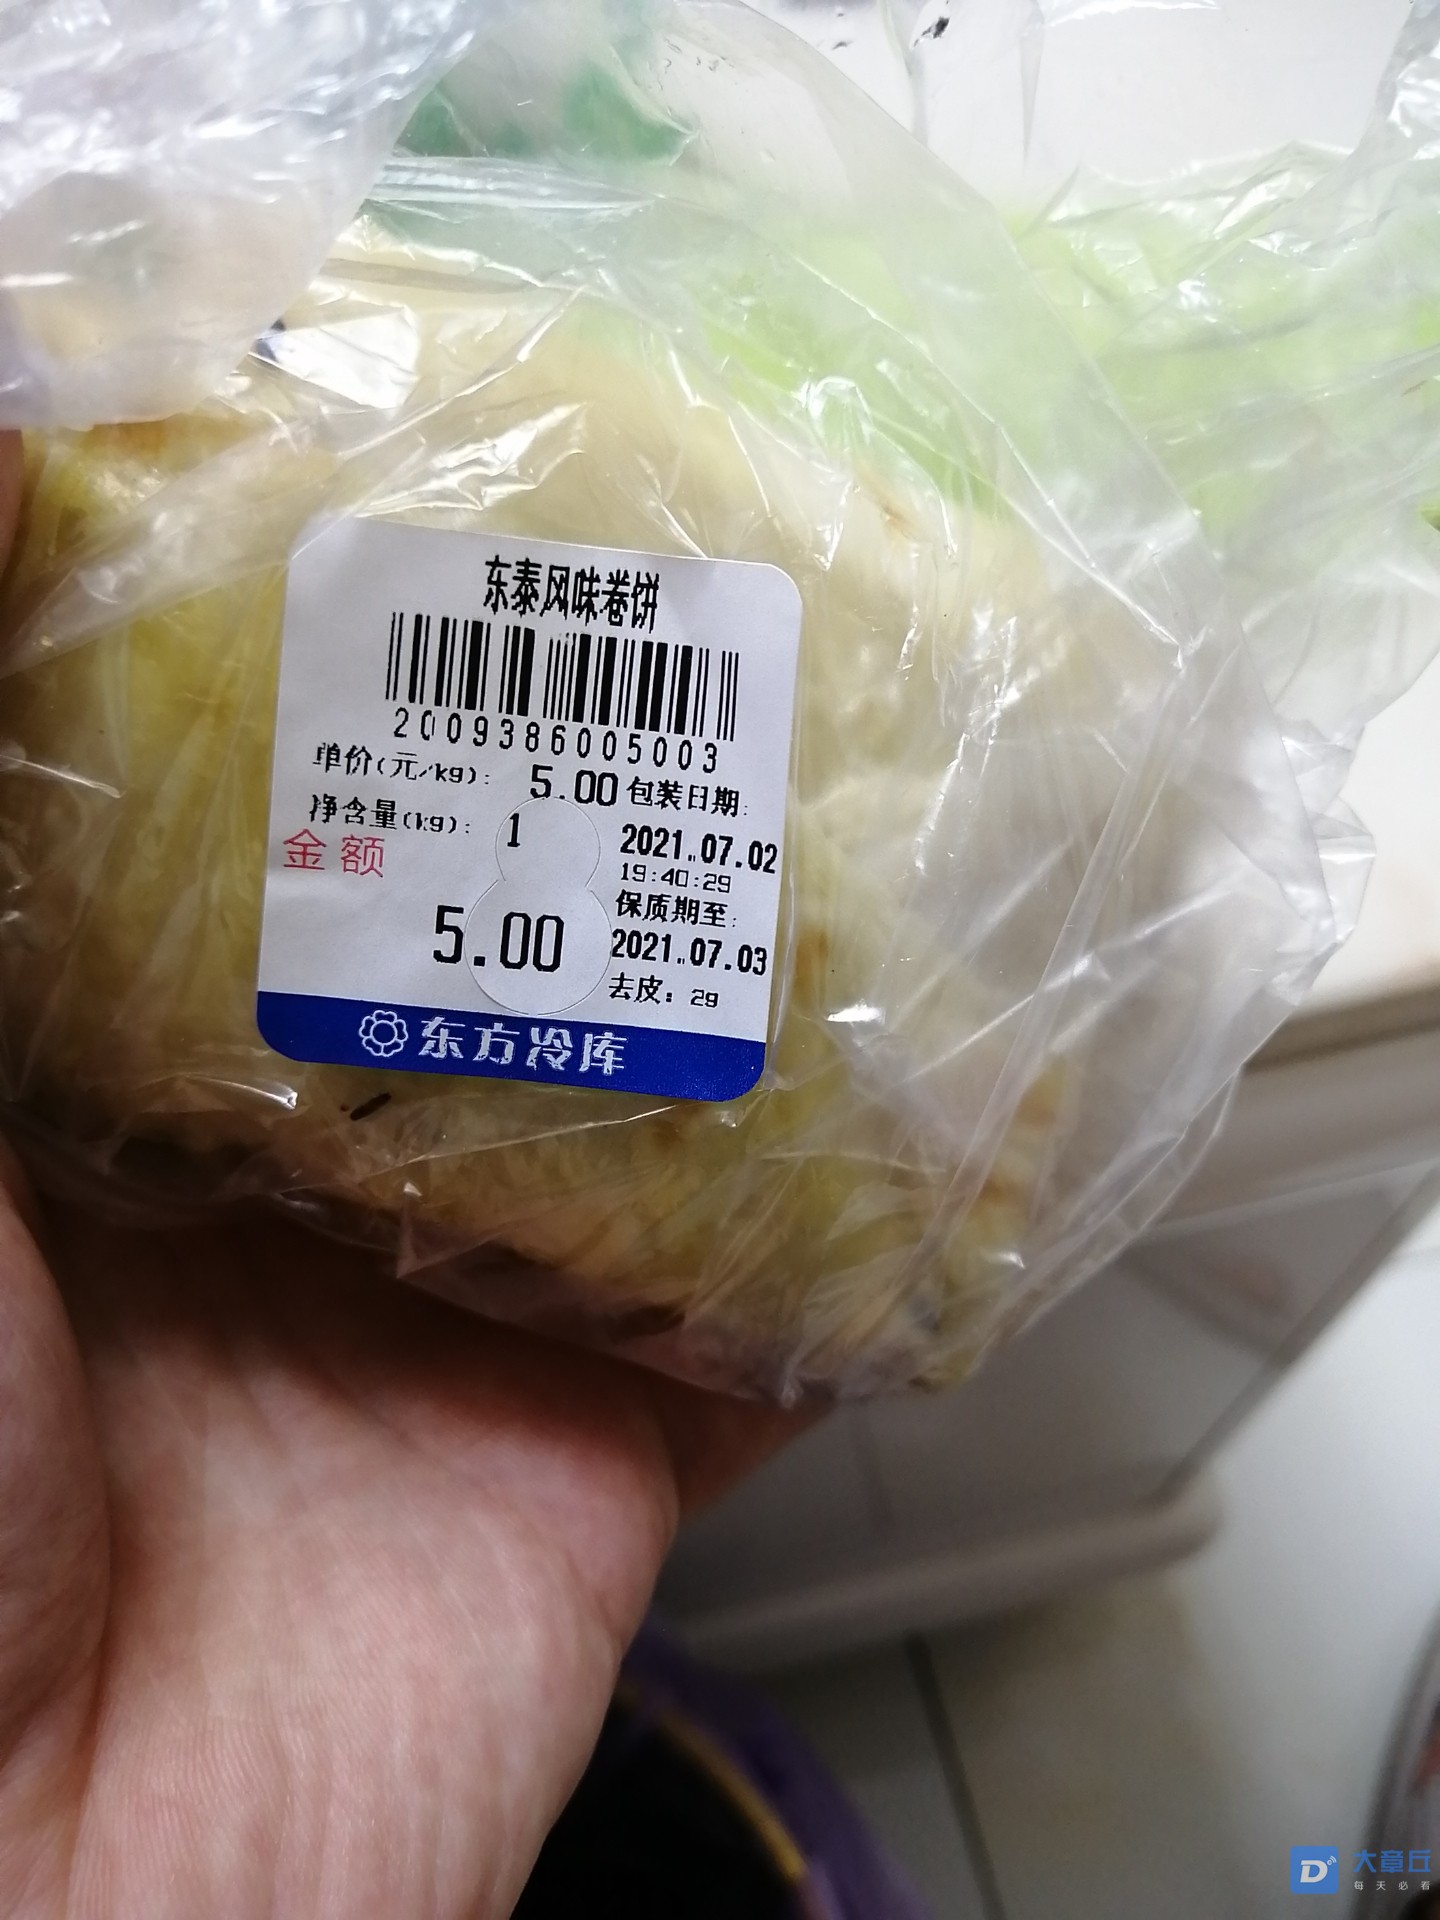 东泰风味卷饼
2009386005003
单价(元/kg): 5.00 包装日期:
净含量(kg): 1 2021.07.02
金额 19:40:29
保质期至:
5.00 2021.07.03
去皮: 2g
东方冷库
D
大章丘
每天必看